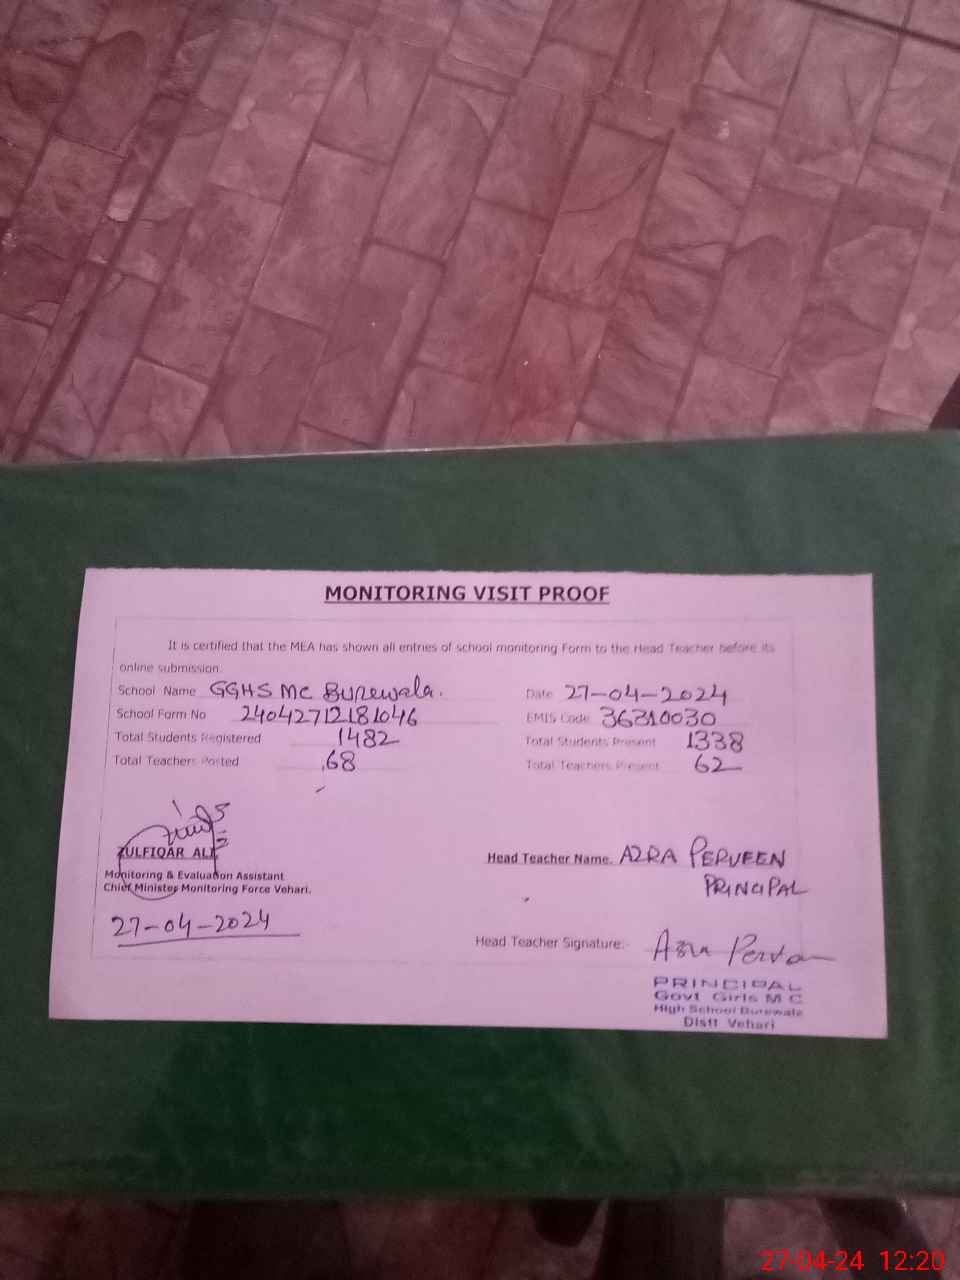 MONITORING VISIT PROOF
It is certified that the MEA has shown all entries of school monitoring Form to the Head Teacher before its
online submission.
School Name GGHS MC Burewala.
Date 27-04-2024
School Form No 24042712181046
EMIS Code 36310030
Total Students Registered 1482
Total Students Present 1338
Total Teachers Posted 68
Total Teachers Present 62
ZULFIQAR ALI
Monitoring & Evaluation Assistant
Chief Minister Monitoring Force Vehari.
27-04-2024
Head Teacher Name. AZRA PERVEEN
PRINCIPAL
Head Teacher Signature:- Azra Perveen
PRINCIPAL
Govt Girls M C
High School Burewala
Distt Vehari
27-04-24 12:20